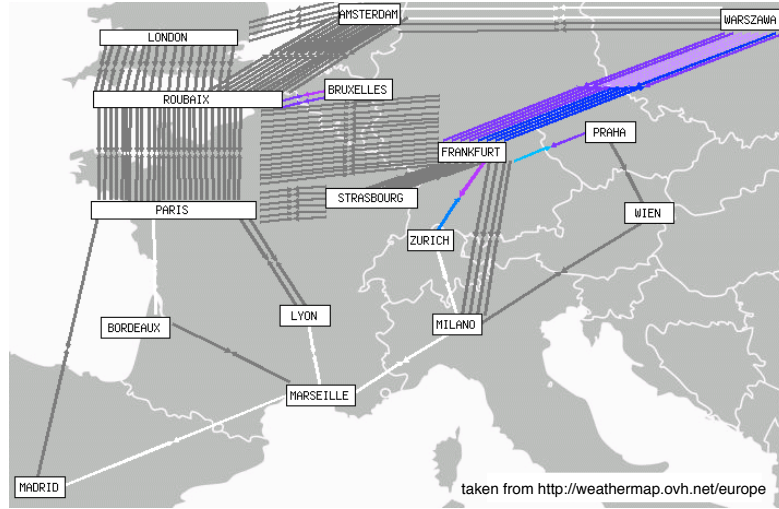 AMSTERDAM
WARSZAWA
LONDON
BRUXELLES
ROUBAIX
PRAHA
FRANKFURT
STRASBOURG
PARIS
WIEN
ZURICH
LYON
BORDEAUX
MILANO
MARSEILLE
MADRID
taken from http://weathermap.ovh.net/europe